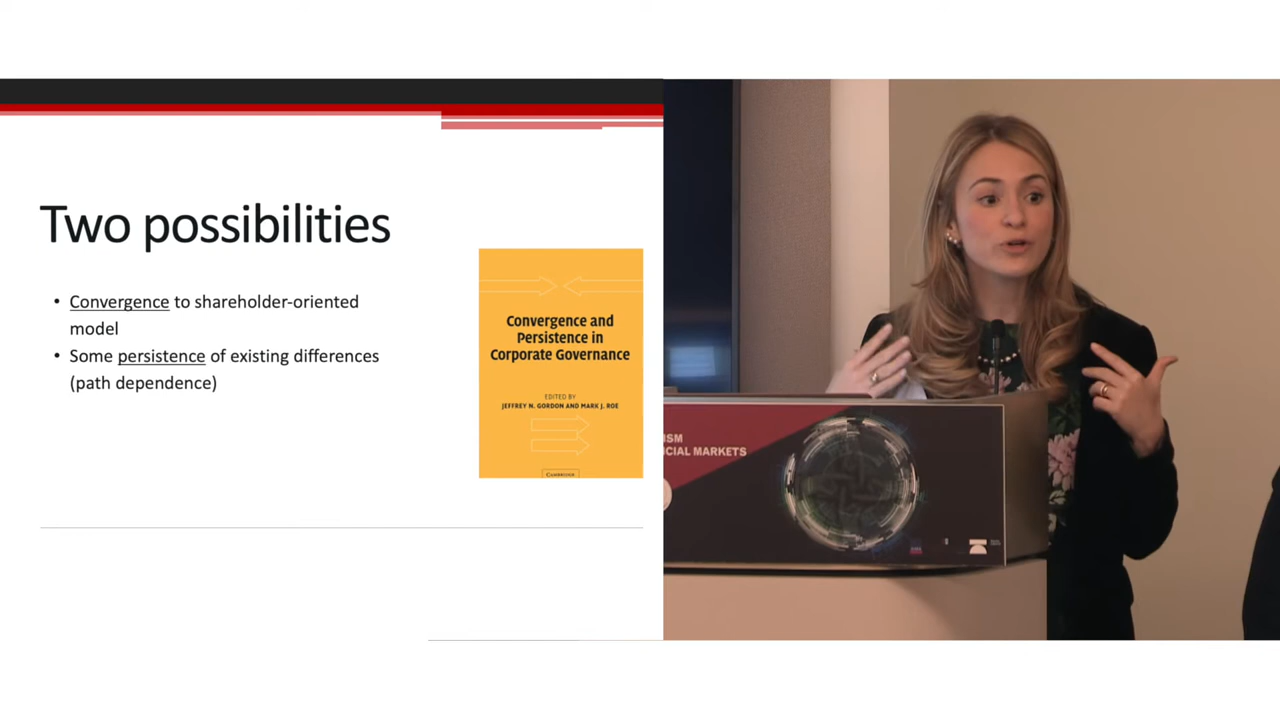 Two possibilities
• Convergence to shareholder-oriented
model
• Some persistence of existing differences
(path dependence)
Convergence and
Persistence in
Corporate Governance
EDITED BY
JEFFREY N. GORDON AND MARK J. ROE
CAMBRIDGE
ISM
CIAL MARKETS